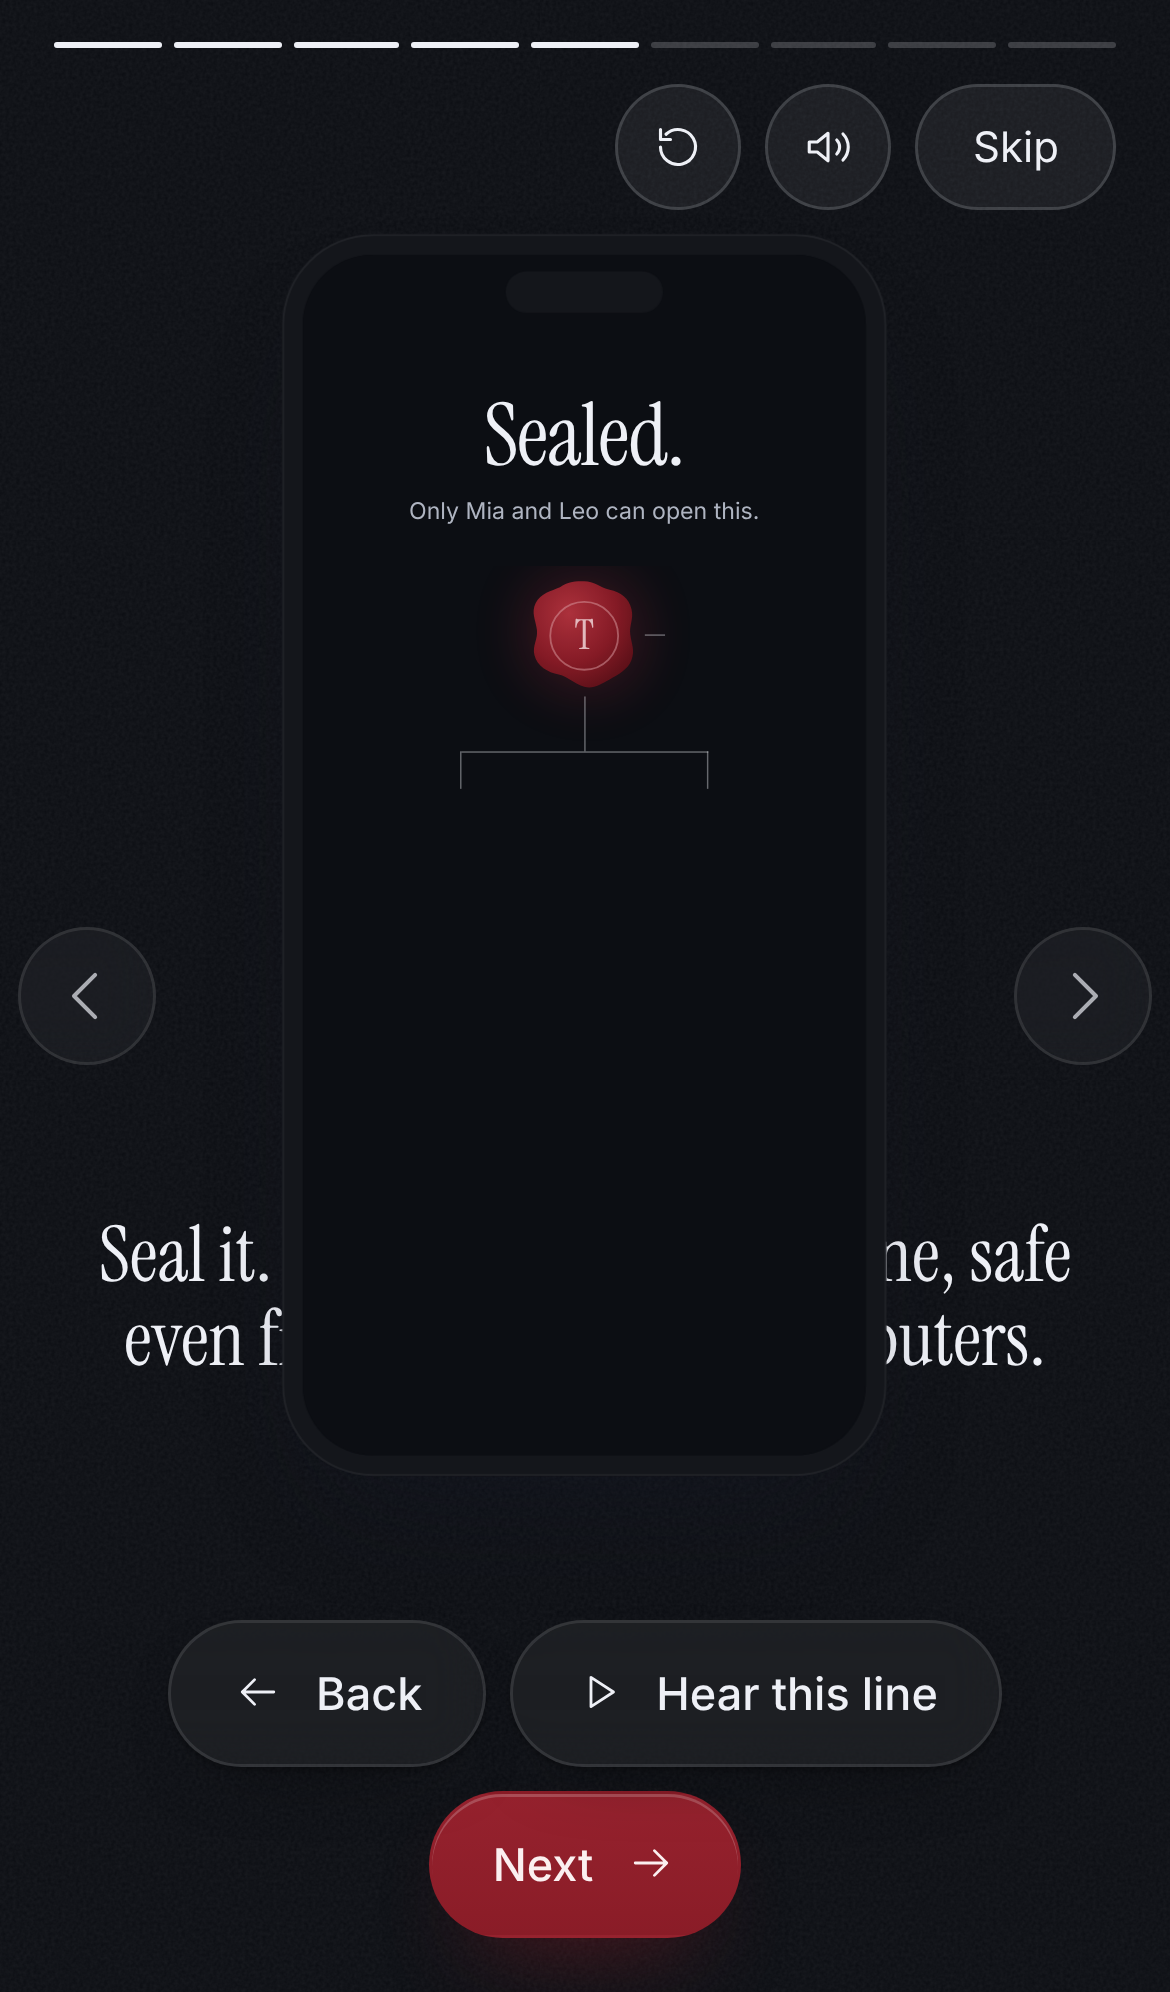 Skip
Sealed.
Only Mia and Leo can open this.
T
Seal it. ne, safe
even puters.
Back
Hear this line
Next